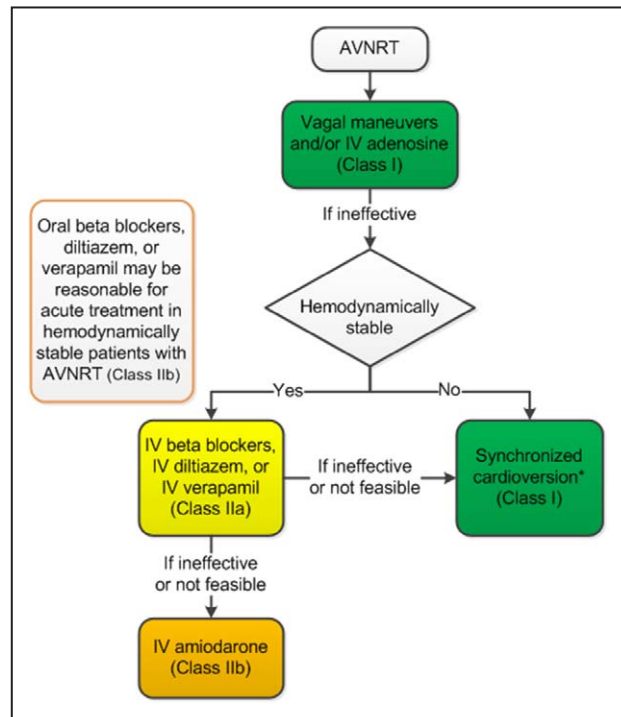 AVNRT
Vagal maneuvers
and/or IV adenosine
(Class I)
If ineffective
Oral beta blockers,
diltiazem, or
verapamil may be
reasonable for
acute treatment in
hemodynamically
stable patients with
AVNRT (Class IIb)
Hemodynamically
stable
Yes
No
IV beta blockers,
IV diltiazem, or
IV verapamil
(Class IIa)
If ineffective
or not feasible
Synchronized
cardioversion*
(Class I)
If ineffective
or not feasible
IV amiodarone
(Class IIb)